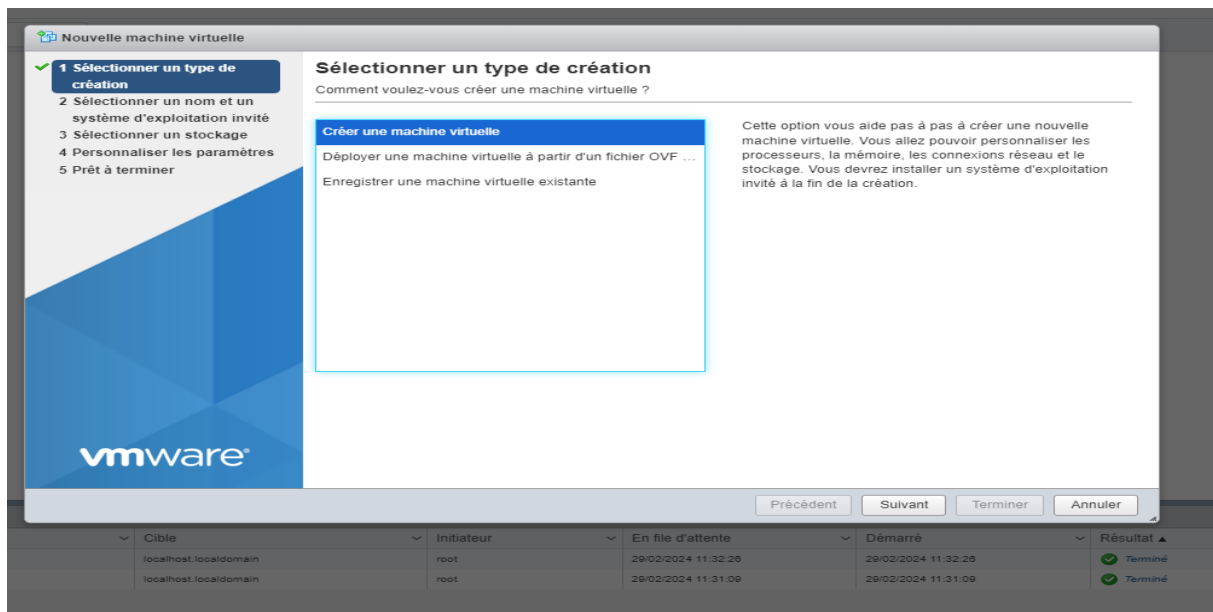 Nouvelle machine virtuelle
1 Sélectionner un type de
création
2 Sélectionner un nom et un
système d'exploitation invité
3 Sélectionner un stockage
4 Personnaliser les paramètres
5 Prêt à terminer
vmware
Sélectionner un type de création
Comment voulez-vous créer une machine virtuelle ?
Créer une machine virtuelle
Déployer une machine virtuelle à partir d'un fichier OVF ...
Enregistrer une machine virtuelle existante
Cette option vous aide pas à pas à créer une nouvelle
machine virtuelle. Vous allez pouvoir personnaliser les
processeurs, la mémoire, les connexions réseau et le
stockage. Vous devrez installer un système d'exploitation
invité à la fin de la création.
Précédent Suivant Terminer Annuler
Cible Initiateur En file d'attente Démarré Résultat
localhost.localdomain root 29/02/2024 11:32:26 29/02/2024 11:32:26 Terminé
localhost.localdomain root 29/02/2024 11:31:09 29/02/2024 11:31:09 Terminé